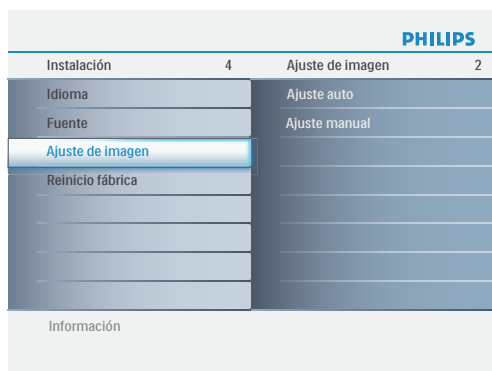 PHILIPS
Instalación 4 Ajuste de imagen 2
Idioma Ajuste auto
Fuente Ajuste manual
Ajuste de imagen
Reinicio fábrica
Información